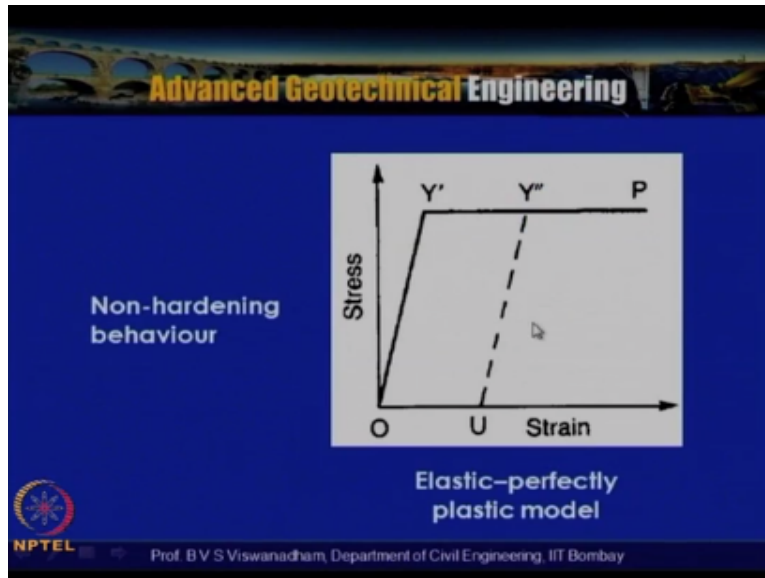 Advanced Geotechnical Engineering
Non-hardening
behaviour
Y' Y" P
Stress
O U Strain
Elastic–perfectly
plastic model
NPTEL
Prof. B V S Viswanadham, Department of Civil Engineering, IIT Bombay